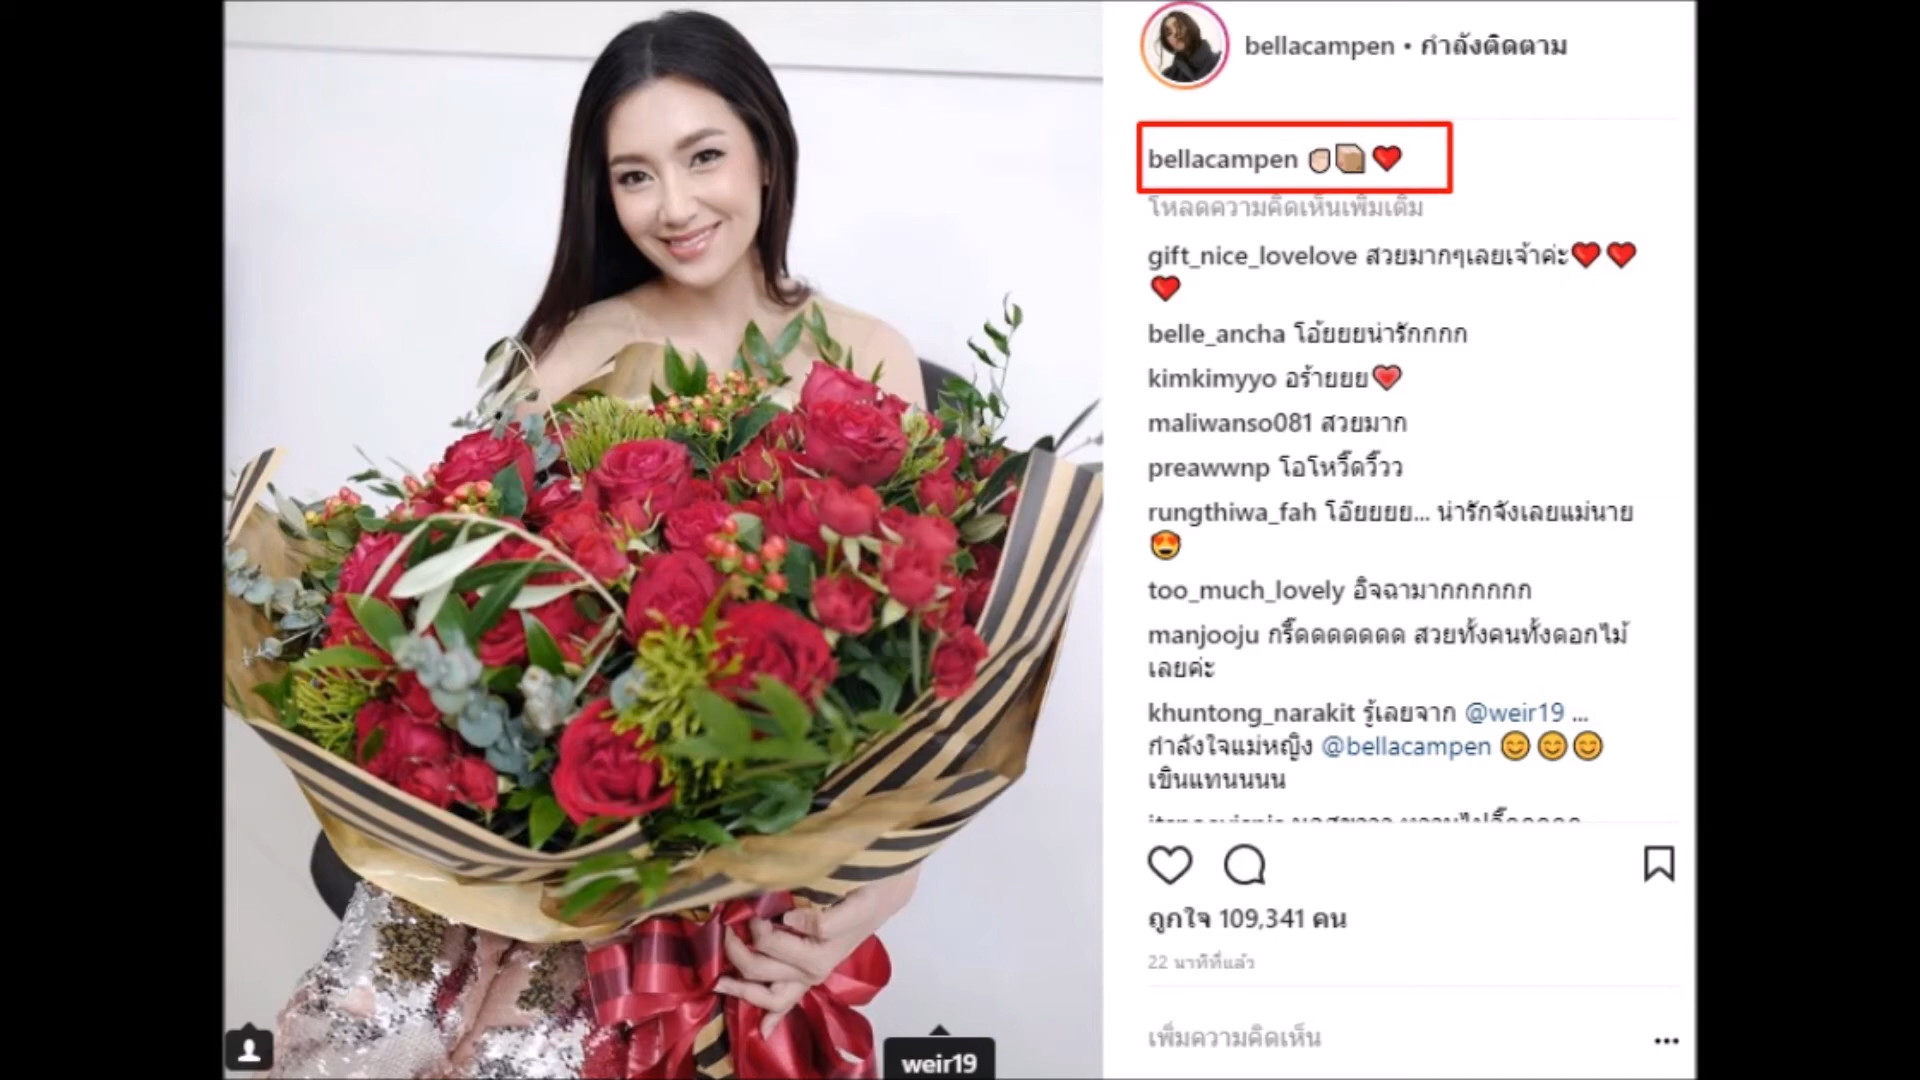 bellacampen • กำลังติดตาม
bellacampen ✊🏻📦❤️
โหลดความคิดเห็นเพิ่มเติม
gift_nice_lovelove สวยมากๆเลยเจ้าค่ะ❤️❤️
❤️
belle_ancha โอ้ยยยน่ารักกกก
kimkimyyo อร้ายยย💗
maliwanso081 สวยมาก
preawwnp โอโหวี๊ดวี๊วว
rungthiwa_fah โอ๊ยยยย... น่ารักจังเลยแม่นาย
😍
too_much_lovely อิจฉามากกกกกก
manjooju กรี๊ดดดดดดด สวยทั้งคนทั้งดอกไม้
เลยค่ะ
khuntong_narakit รู้เลยจาก @weir19 ...
กำลังใจแม่หญิง @bellacampen 😊😊😊
เขินแทนนนน
ถูกใจ 109,341 คน
22 นาทีที่แล้ว
เพิ่มความคิดเห็น
weir19